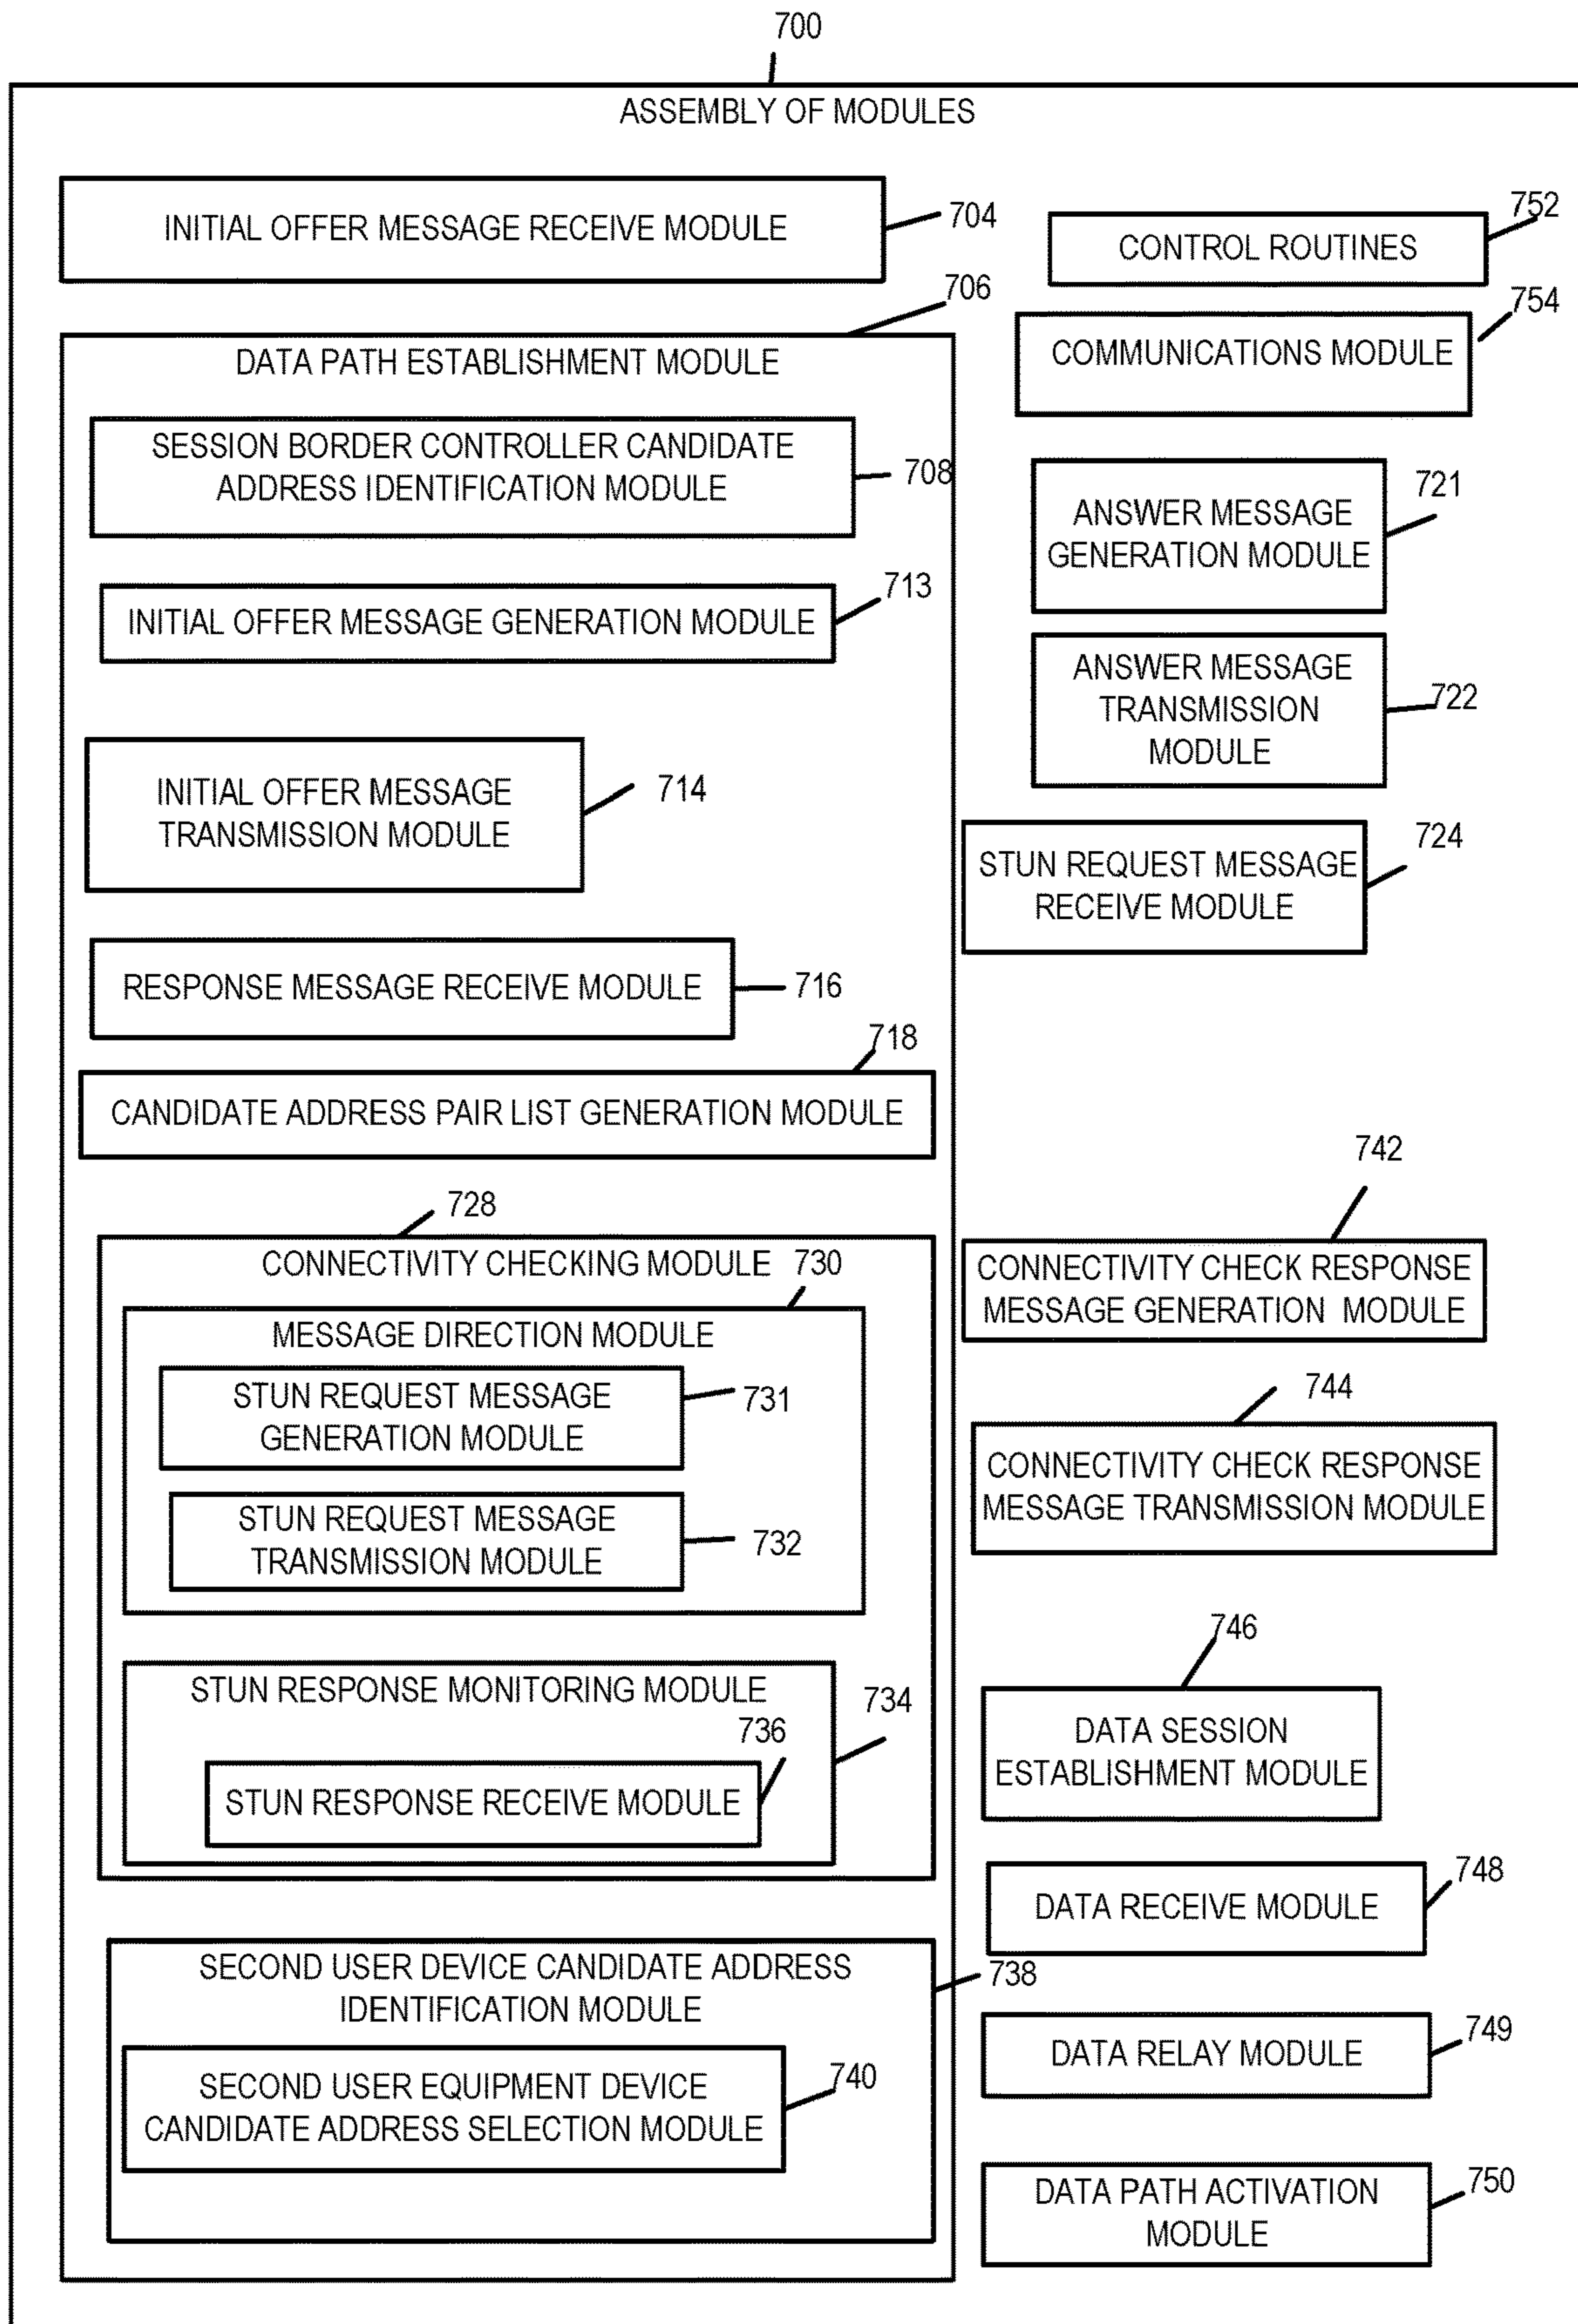 700
ASSEMBLY OF MODULES
INITIAL OFFER MESSAGE RECEIVE MODULE
704
706
DATA PATH ESTABLISHMENT MODULE
SESSION BORDER CONTROLLER CANDIDATE
ADDRESS IDENTIFICATION MODULE
708
713
INITIAL OFFER MESSAGE GENERATION MODULE
INITIAL OFFER MESSAGE
TRANSMISSION MODULE
714
RESPONSE MESSAGE RECEIVE MODULE
716
718
CANDIDATE ADDRESS PAIR LIST GENERATION MODULE
728
CONNECTIVITY CHECKING MODULE
730
MESSAGE DIRECTION MODULE
STUN REQUEST MESSAGE
GENERATION MODULE
731
STUN REQUEST MESSAGE
TRANSMISSION MODULE
732
STUN RESPONSE MONITORING MODULE
734
736
STUN RESPONSE RECEIVE MODULE
SECOND USER DEVICE CANDIDATE ADDRESS
IDENTIFICATION MODULE
738
SECOND USER EQUIPMENT DEVICE
CANDIDATE ADDRESS SELECTION MODULE
740
752
CONTROL ROUTINES
754
COMMUNICATIONS MODULE
721
ANSWER MESSAGE
GENERATION MODULE
ANSWER MESSAGE
TRANSMISSION
MODULE
722
724
STUN REQUEST MESSAGE
RECEIVE MODULE
742
CONNECTIVITY CHECK RESPONSE
MESSAGE GENERATION MODULE
744
CONNECTIVITY CHECK RESPONSE
MESSAGE TRANSMISSION MODULE
746
DATA SESSION
ESTABLISHMENT MODULE
748
DATA RECEIVE MODULE
749
DATA RELAY MODULE
750
DATA PATH ACTIVATION
MODULE